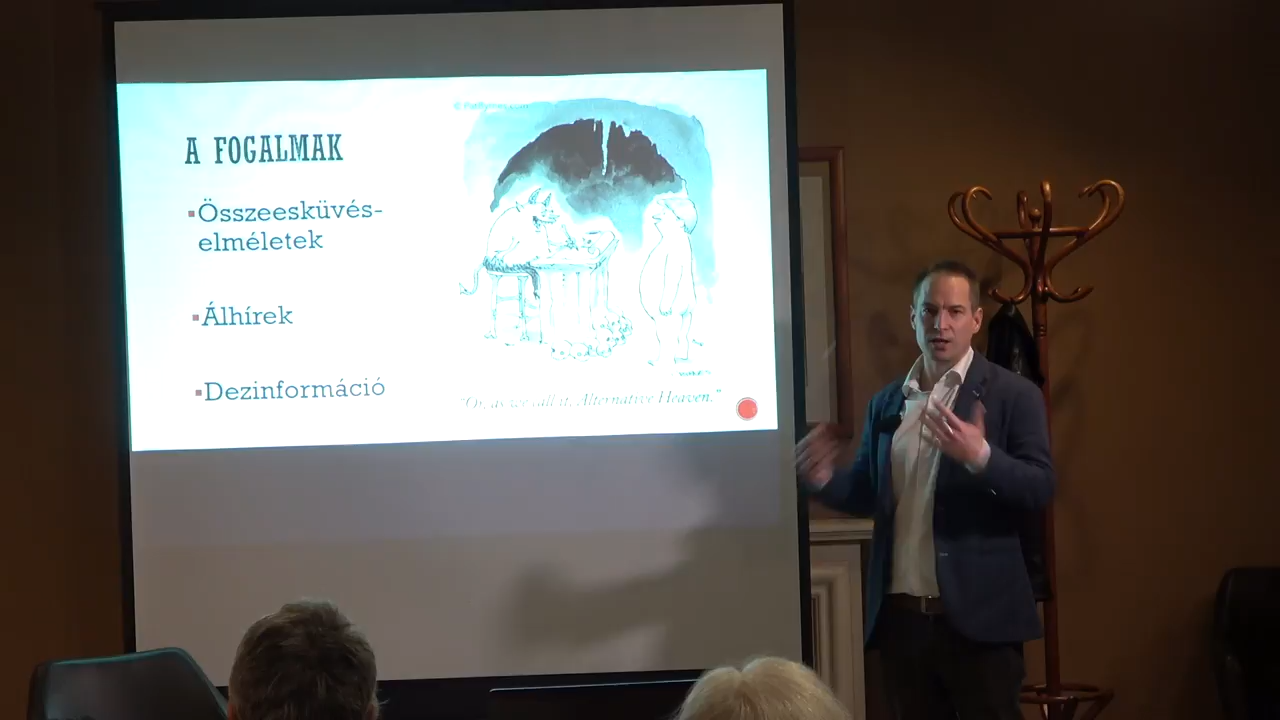 A FOGALMAK
▪Összeesküvés-
elméletek
▪Álhírek
▪Dezinformáció
"Or, as we call it, Alternative Heaven."